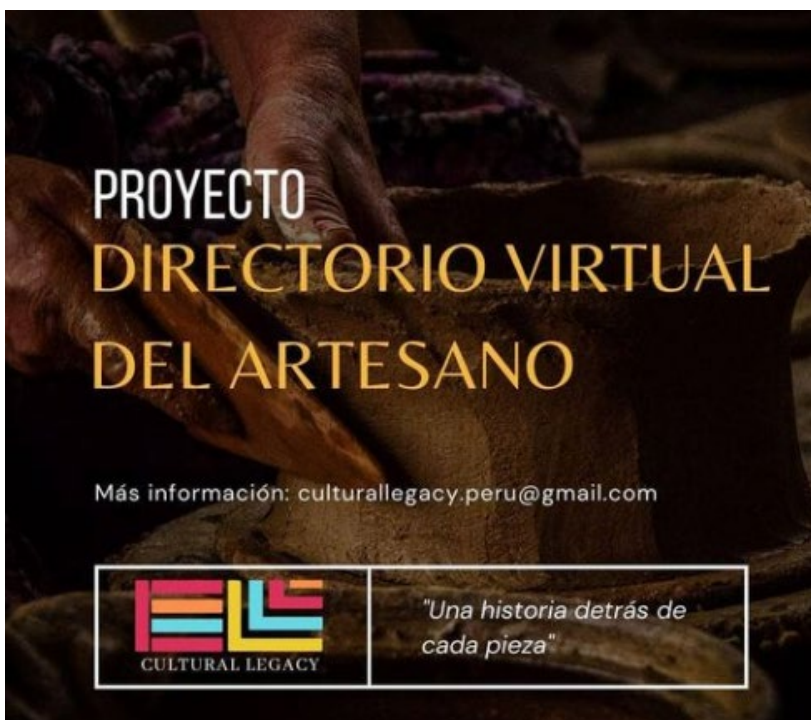 PROYECTO
DIRECTORIO VIRTUAL
DEL ARTESANO
Más información: culturallegacy.peru@gmail.com
CULTURAL LEGACY
"Una historia detrás de
cada pieza"